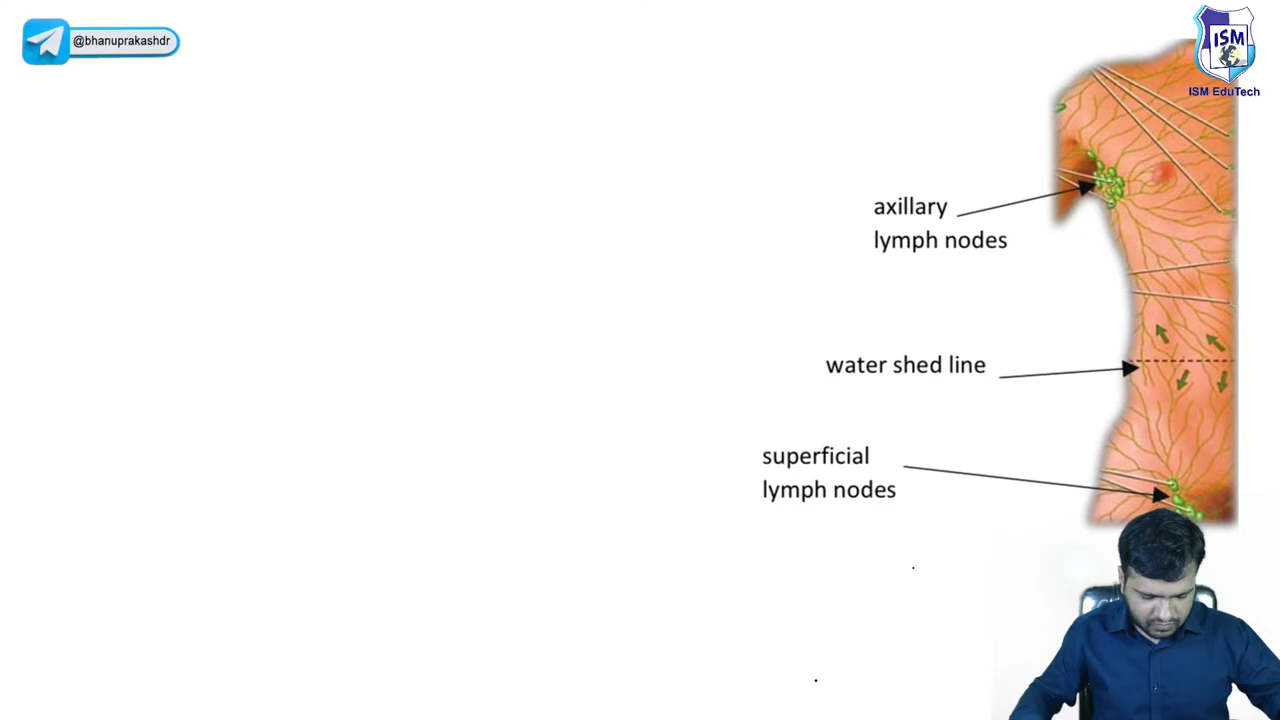 @bhanuprakashdr
ISM
ISM EduTech
axillary
lymph nodes
water shed line
superficial
lymph nodes